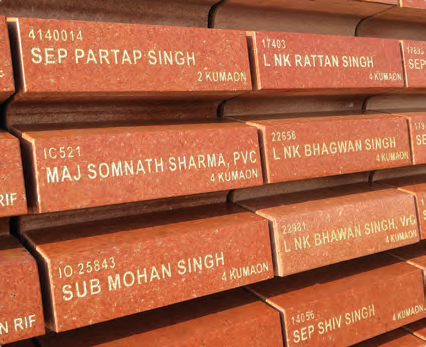 4140014
SEP PARTAP SINGH
2 KUMAON
17403
L NK RATTAN SINGH
4 KUMAON
SEP
IC521
MAJ SOMNATH SHARMA, PVC
4 KUMAON
22656
L NK BHAGWAN SINGH
4 KUMAON
SEP
RIF
IO 25843
SUB MOHAN SINGH
4 KUMAON
22981
L NK BHAWAN SINGH, VrC
4 KUMAON
N RIF
14056
SEP SHIV SINGH
4 KUMAON